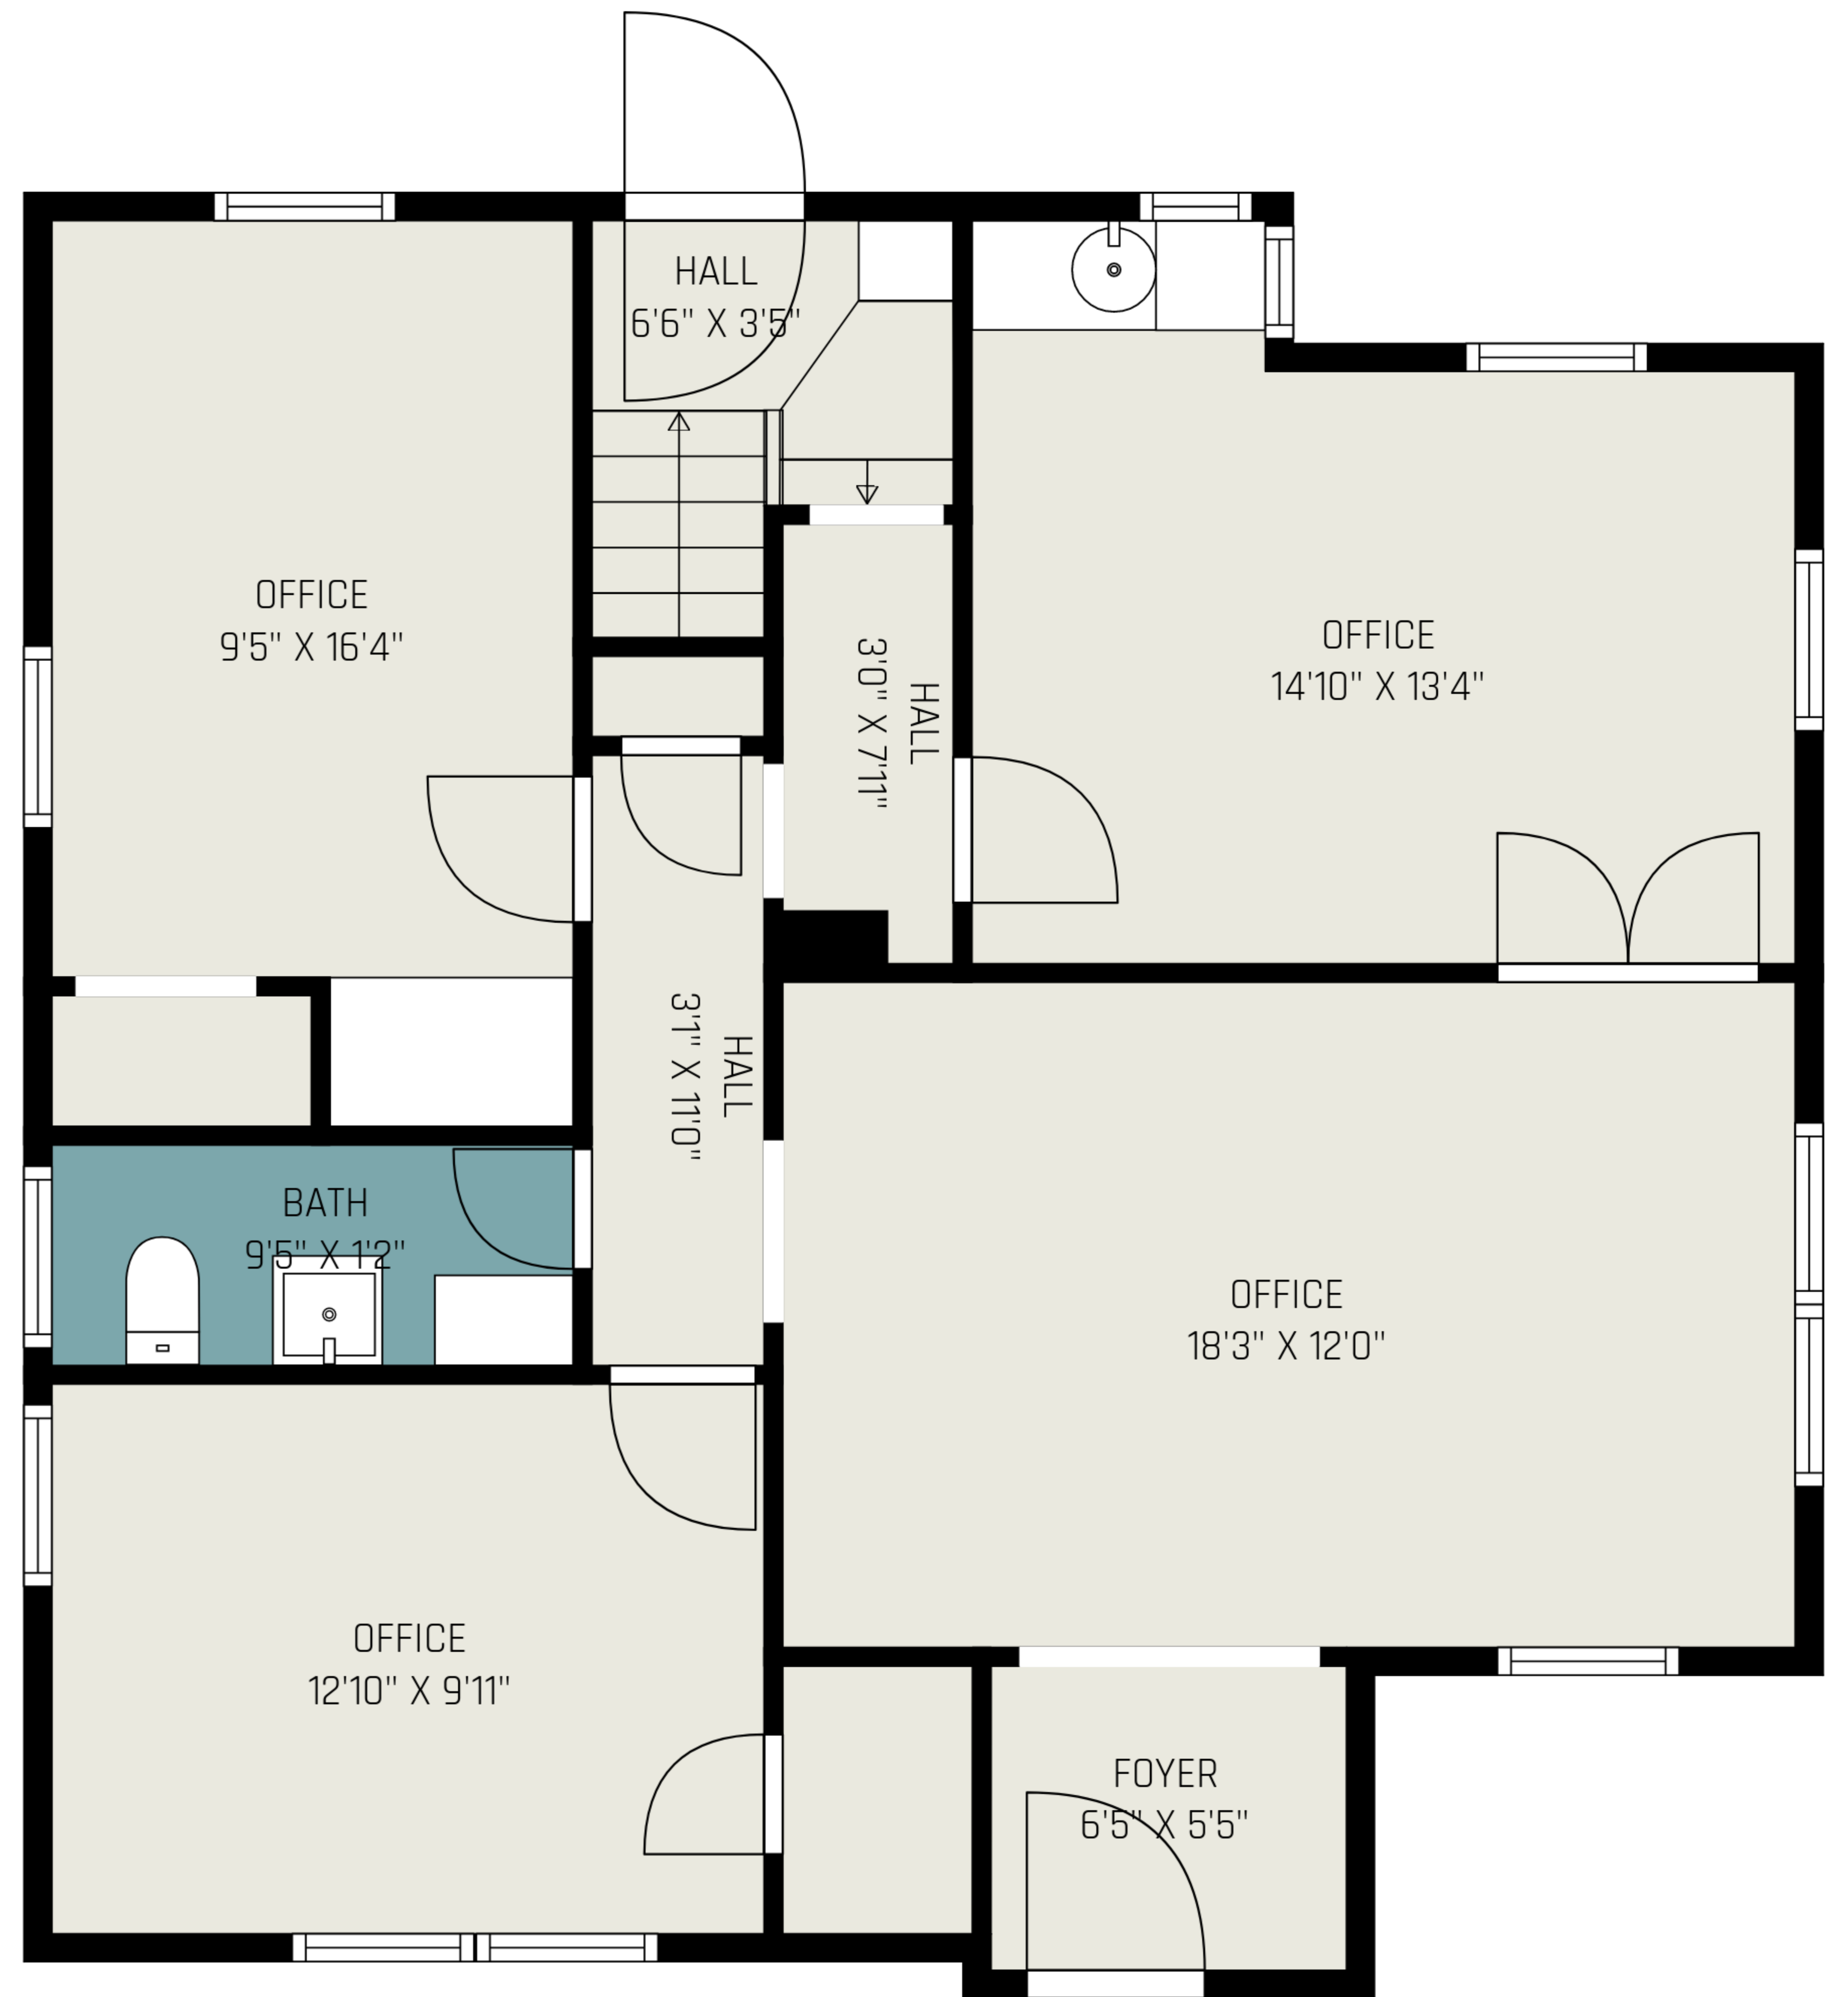 HALL
6'6" X 3'5"
OFFICE
9'5" X 16'4"
OFFICE
14'10" X 13'4"
HALL
3'0" X 7'11"
HALL
3'1" X 11'0"
BATH
9'5" X 1'2"
OFFICE
18'3" X 12'0"
OFFICE
12'10" X 9'11"
FOYER
6'5" X 5'5"